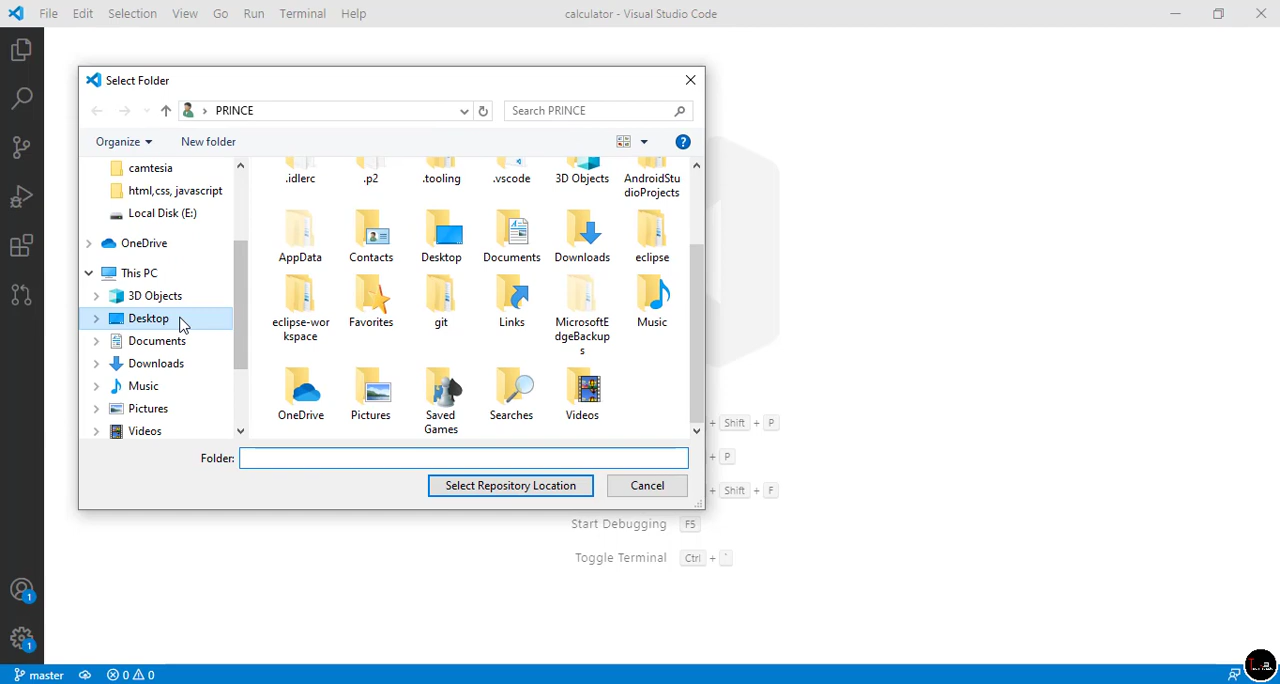 File Edit Selection View Go Run Terminal Help calculator - Visual Studio Code
Select Folder
PRINCE Search PRINCE
Organize New folder
camtesia
html,css, javascript
Local Disk (E:)
OneDrive
This PC
3D Objects
Desktop
Documents
Downloads
Music
Pictures
Videos
.idlerc .p2 .tooling .vscode 3D Objects AndroidStu
dioProjects
AppData Contacts Desktop Documents Downloads eclipse
eclipse-wo
rkspace Favorites git Links MicrosoftE
dgeBackup
s Music
OneDrive Pictures Saved
Games Searches Videos
Folder:
Select Repository Location Cancel
+ Shift + P
+ P
+ Shift + F
Start Debugging F5
Toggle Terminal Ctrl + `
1
1
master 0 0